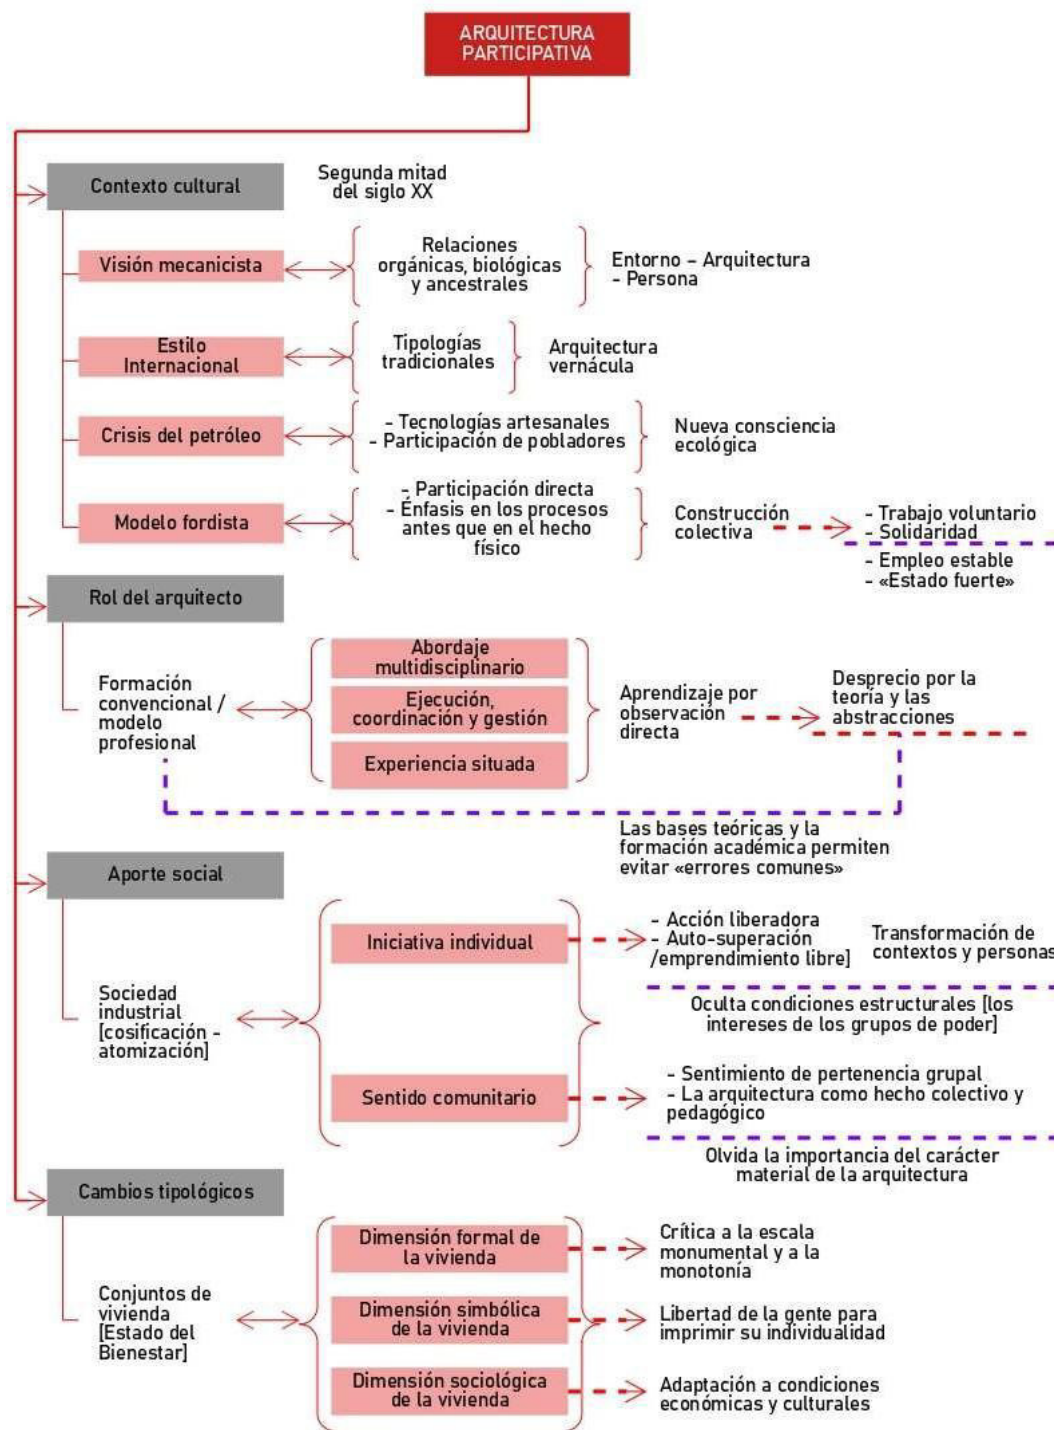 ARQUITECTURA
PARTICIPATIVA
Contexto cultural
Segunda mitad
del siglo XX
Visión mecanicista
Relaciones
orgánicas, biológicas
y ancestrales
Entorno – Arquitectura
- Persona
Estilo
Internacional
Tipologías
tradicionales
Arquitectura
vernácula
Crisis del petróleo
- Tecnologías artesanales
- Participación de pobladores
Nueva consciencia
ecológica
Modelo fordista
- Participación directa
- Énfasis en los procesos
antes que en el hecho
físico
Construcción
colectiva
- Trabajo voluntario
- Solidaridad
- Empleo estable
- «Estado fuerte»
Rol del arquitecto
Formación
convencional /
modelo
profesional
Abordaje
multidisciplinario
Ejecución,
coordinación y gestión
Experiencia situada
Aprendizaje por
observación
directa
Desprecio por la
teoría y las
abstracciones
Las bases teóricas y la
formación académica permiten
evitar «errores comunes»
Aporte social
Sociedad
industrial
[cosificación -
atomización]
Iniciativa individual
- Acción liberadora
- Auto-superación
/emprendimiento libre]
Transformación de
contextos y personas
Oculta condiciones estructurales [los
intereses de los grupos de poder]
Sentido comunitario
- Sentimiento de pertenencia grupal
- La arquitectura como hecho colectivo y
pedagógico
Olvida la importancia del carácter
material de la arquitectura
Cambios tipológicos
Conjuntos de
vivienda
[Estado del
Bienestar]
Dimensión formal de
la vivienda
Crítica a la escala
monumental y a la
monotonía
Dimensión simbólica
de la vivienda
Libertad de la gente para
imprimir su individualidad
Dimensión sociológica
de la vivienda
Adaptación a condiciones
económicas y culturales